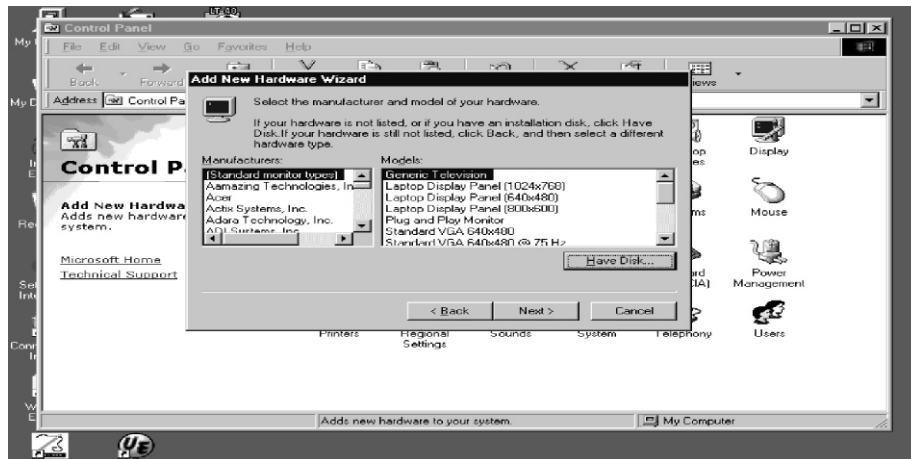 LT-40
Control Panel
File Edit View Go Favorites Help
Back Forward
Address Control Pa
Add New Hardware Wizard
Select the manufacturer and model of your hardware.
If your hardware is not listed, or if you have an installation disk, click Have
Disk.If your hardware is still not listed, click Back, and then select a different
hardware type.
Manufacturers:
(Standard monitor types)
Aamazing Technologies, In
Acer
Actix Systems, Inc.
Adara Technology, Inc.
ADI Systems, Inc.
Models:
Generic Television
Laptop Display Panel (1024x768)
Laptop Display Panel (640x480)
Laptop Display Panel (800x600)
Plug and Play Monitor
Standard VGA 640x480
Standard VGA 640x480 @ 75 Hz
Have Disk...
< Back Next > Cancel
Control P
Add New Hardwa
Adds new hardware
system.
Microsoft Home
Technical Support
Display
Mouse
Power
Management
Printers Regional
Settings
Sounds System Telephony Users
Adds new hardware to your system.
My Computer